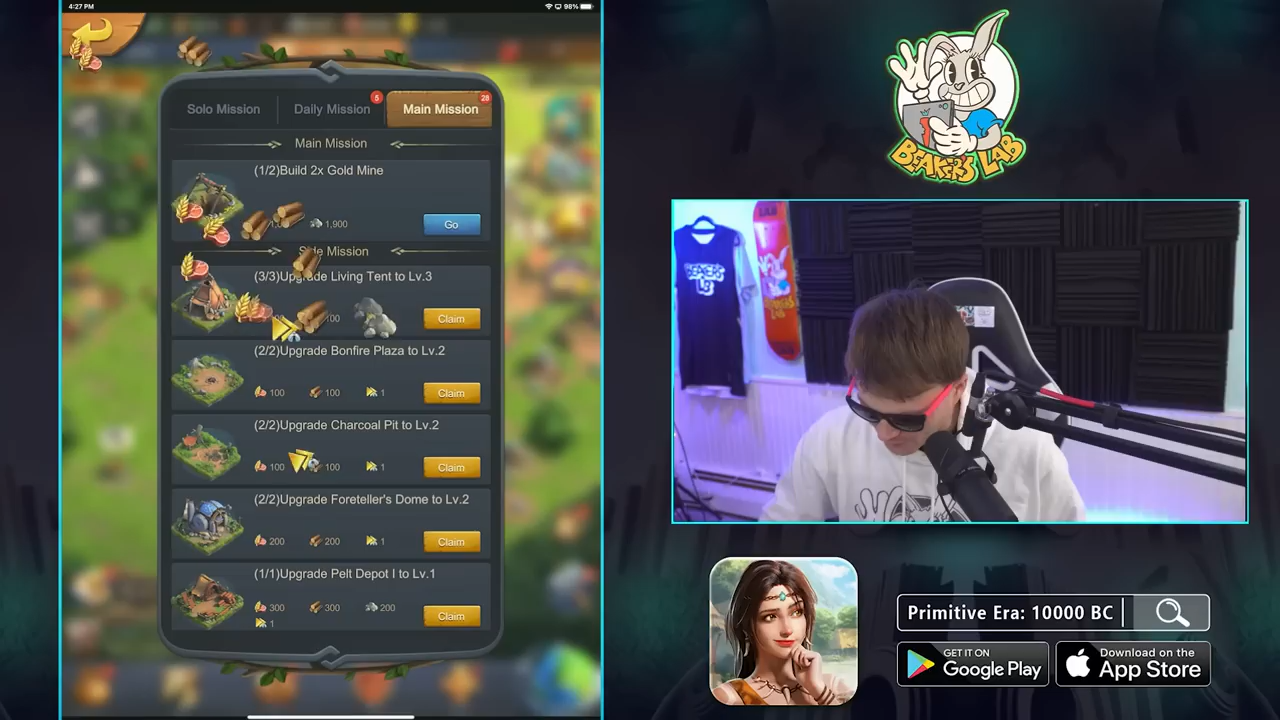 4:27 PM
98%
Solo Mission
Daily Mission
5
Main Mission
28
Main Mission
(1/2)Build 2x Gold Mine
1,900
Go
Mission
(3/3)Upgrade Living Tent to Lv.3
Claim
(2/2)Upgrade Bonfire Plaza to Lv.2
100
100
1
Claim
(2/2)Upgrade Charcoal Pit to Lv.2
100
100
1
Claim
(2/2)Upgrade Foreteller's Dome to Lv.2
200
200
1
Claim
(1/1)Upgrade Pelt Depot I to Lv.1
300
300
200
1
Claim
BEAKER'S LAB
Primitive Era: 10000 BC
GET IT ON
Google Play
Download on the
App Store